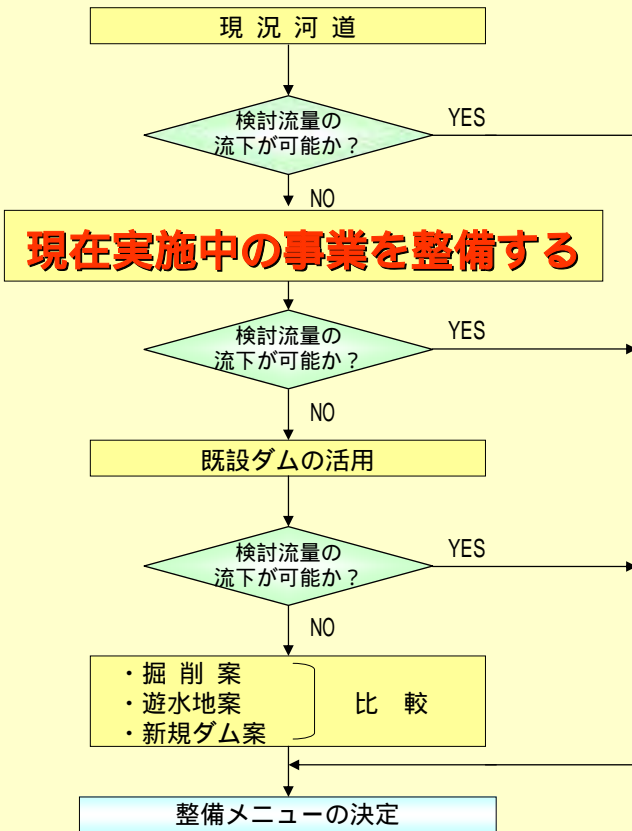 現 況 河 道
検討流量の
流下が可能か？
YES
NO
現在実施中の事業を整備する
検討流量の
流下が可能か？
YES
NO
既設ダムの活用
検討流量の
流下が可能か？
YES
NO
・掘 削 案
・遊水地案
・新規ダム案
比 較
整備メニューの決定